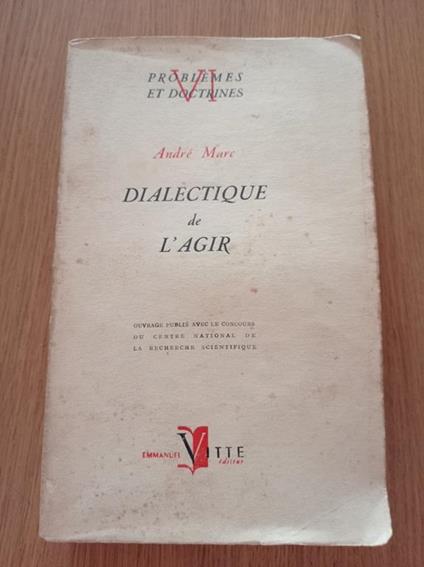 VI
PROBLÈMES
ET DOCTRINES
André Marc
DIALECTIQUE
de
L'AGIR
OUVRAGE PUBLIÉ AVEC LE CONCOURS
DU CENTRE NATIONAL DE
LA RECHERCHE SCIENTIFIQUE
EMMANUEL VITTE
éditeur